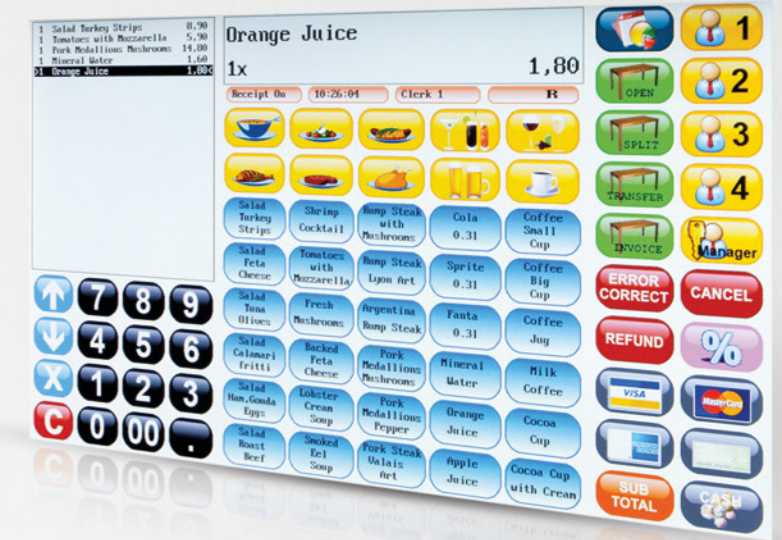 1 Salad Turkey Strips 8,90
1 Tomatoes with Mozzarella 5,90
1 Pork Medallions Mushrooms 14,80
1 Mineral Water 1.60
>1 Orange Juice 1,80<
Orange Juice
1x 1,80
Receipt On 10:26:04 Clerk 1 R
Salad
Turkey
Strips
Shrimp
Cocktail
Rump Steak
with
Mushrooms
Cola
0.31
Coffee
Small
Cup
Salad
Feta
Cheese
Tomatoes
with
Mozzarella
Rump Steak
Lyon Art
Sprite
0.31
Coffee
Big
Cup
Salad
Tuna
Olives
Fresh
Mushrooms
Argentina
Rump Steak
Fanta
0.31
Coffee
Jug
Salad
Calamari
fritti
Backed
Feta
Cheese
Pork
Medallions
Mushrooms
Mineral
Water
Milk
Coffee
Salad
Ham,Gouda
Eggs
Lobster
Cream
Soup
Pork
Medallions
Pepper
Orange
Juice
Cocoa
Cup
Salad
Roast
Beef
Smoked
Eel
Soup
Pork Steak
Walais
Art
Apple
Juice
Cocoa Cup
with Cream
7 8 9
4 5 6
X 1 2 3
C 0 00 .
1
OPEN 2
SPLIT 3
TRANSFER 4
INVOICE Manager
ERROR
CORRECT
CANCEL
REFUND %
VISA MasterCard
SUB
TOTAL
CASH